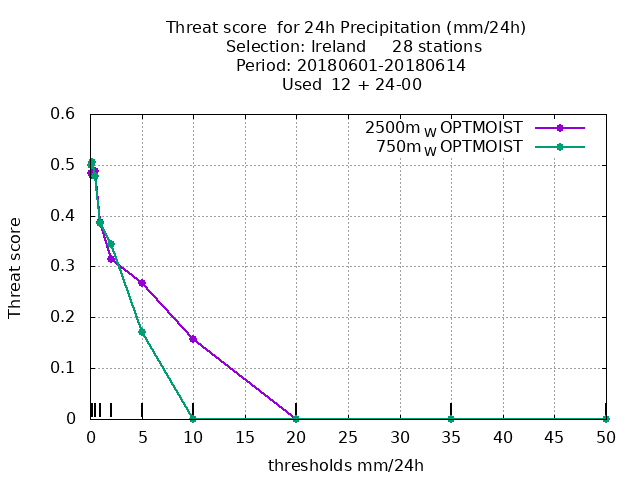 Threat score  for 24h Precipitation (mm/24h)
Selection: Ireland     28 stations
Period: 20180601-20180614
Used  12 + 24-00
2500m W OPTMOIST
750m W OPTMOIST
Threat score
0.6
0.5
0.4
0.3
0.2
0.1
0
0 5 10 15 20 25 30 35 40 45 50
thresholds mm/24h